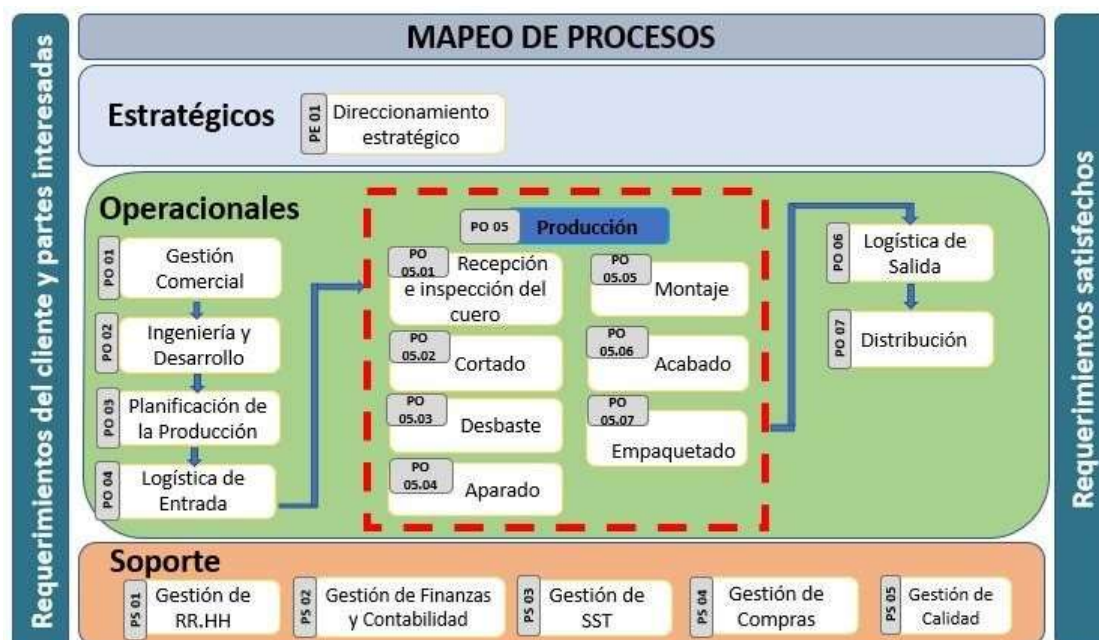 Requerimientos del cliente y partes interesadas
MAPEO DE PROCESOS
Estratégicos
PE 01
Direccionamiento
estratégico
Operacionales
PO 01
Gestión
Comercial
PO 02
Ingeniería y
Desarrollo
PO 03
Planificación de
la Producción
PO 04
Logística de
Entrada
PO 05
Producción
PO
05.01
Recepción
e inspección del
cuero
PO
05.02
Cortado
PO
05.03
Desbaste
PO
05.04
Aparado
PO
05.05
Montaje
PO
05.06
Acabado
PO
05.07
Empaquetado
PO 06
Logística de
Salida
PO 07
Distribución
Soporte
PS 01
Gestión de
RR.HH
PS 02
Gestión de Finanzas
y Contabilidad
PS 03
Gestión de
SST
PS 04
Gestión de
Compras
PS 05
Gestión de
Calidad
Requerimientos satisfechos